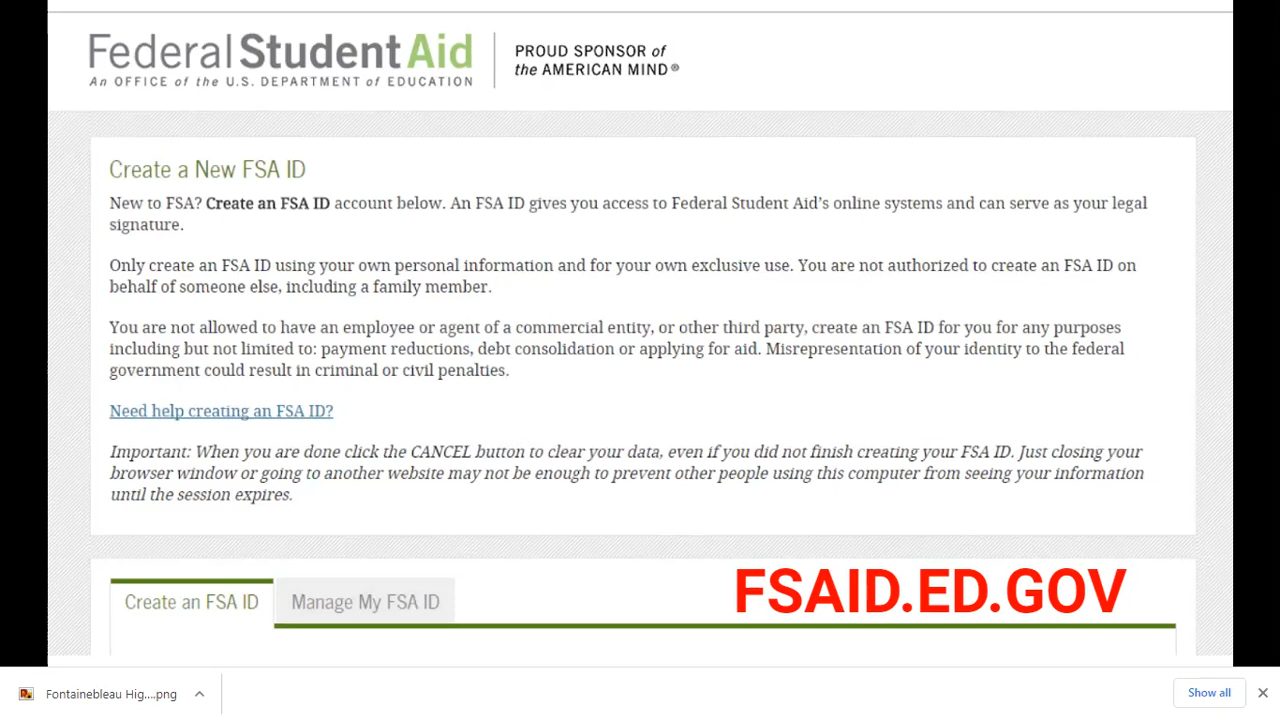 Federal Student Aid
An OFFICE of the U.S. DEPARTMENT of EDUCATION
PROUD SPONSOR of
the AMERICAN MIND®
Create a New FSA ID
New to FSA? Create an FSA ID account below. An FSA ID gives you access to Federal Student Aid's online systems and can serve as your legal
signature.
Only create an FSA ID using your own personal information and for your own exclusive use. You are not authorized to create an FSA ID on
behalf of someone else, including a family member.
You are not allowed to have an employee or agent of a commercial entity, or other third party, create an FSA ID for you for any purposes
including but not limited to: payment reductions, debt consolidation or applying for aid. Misrepresentation of your identity to the federal
government could result in criminal or civil penalties.
Need help creating an FSA ID?
Important: When you are done click the CANCEL button to clear your data, even if you did not finish creating your FSA ID. Just closing your
browser window or going to another website may not be enough to prevent other people using this computer from seeing your information
until the session expires.
Create an FSA ID
Manage My FSA ID
FSAID.ED.GOV
Fontainebleau Hig....png
Show all